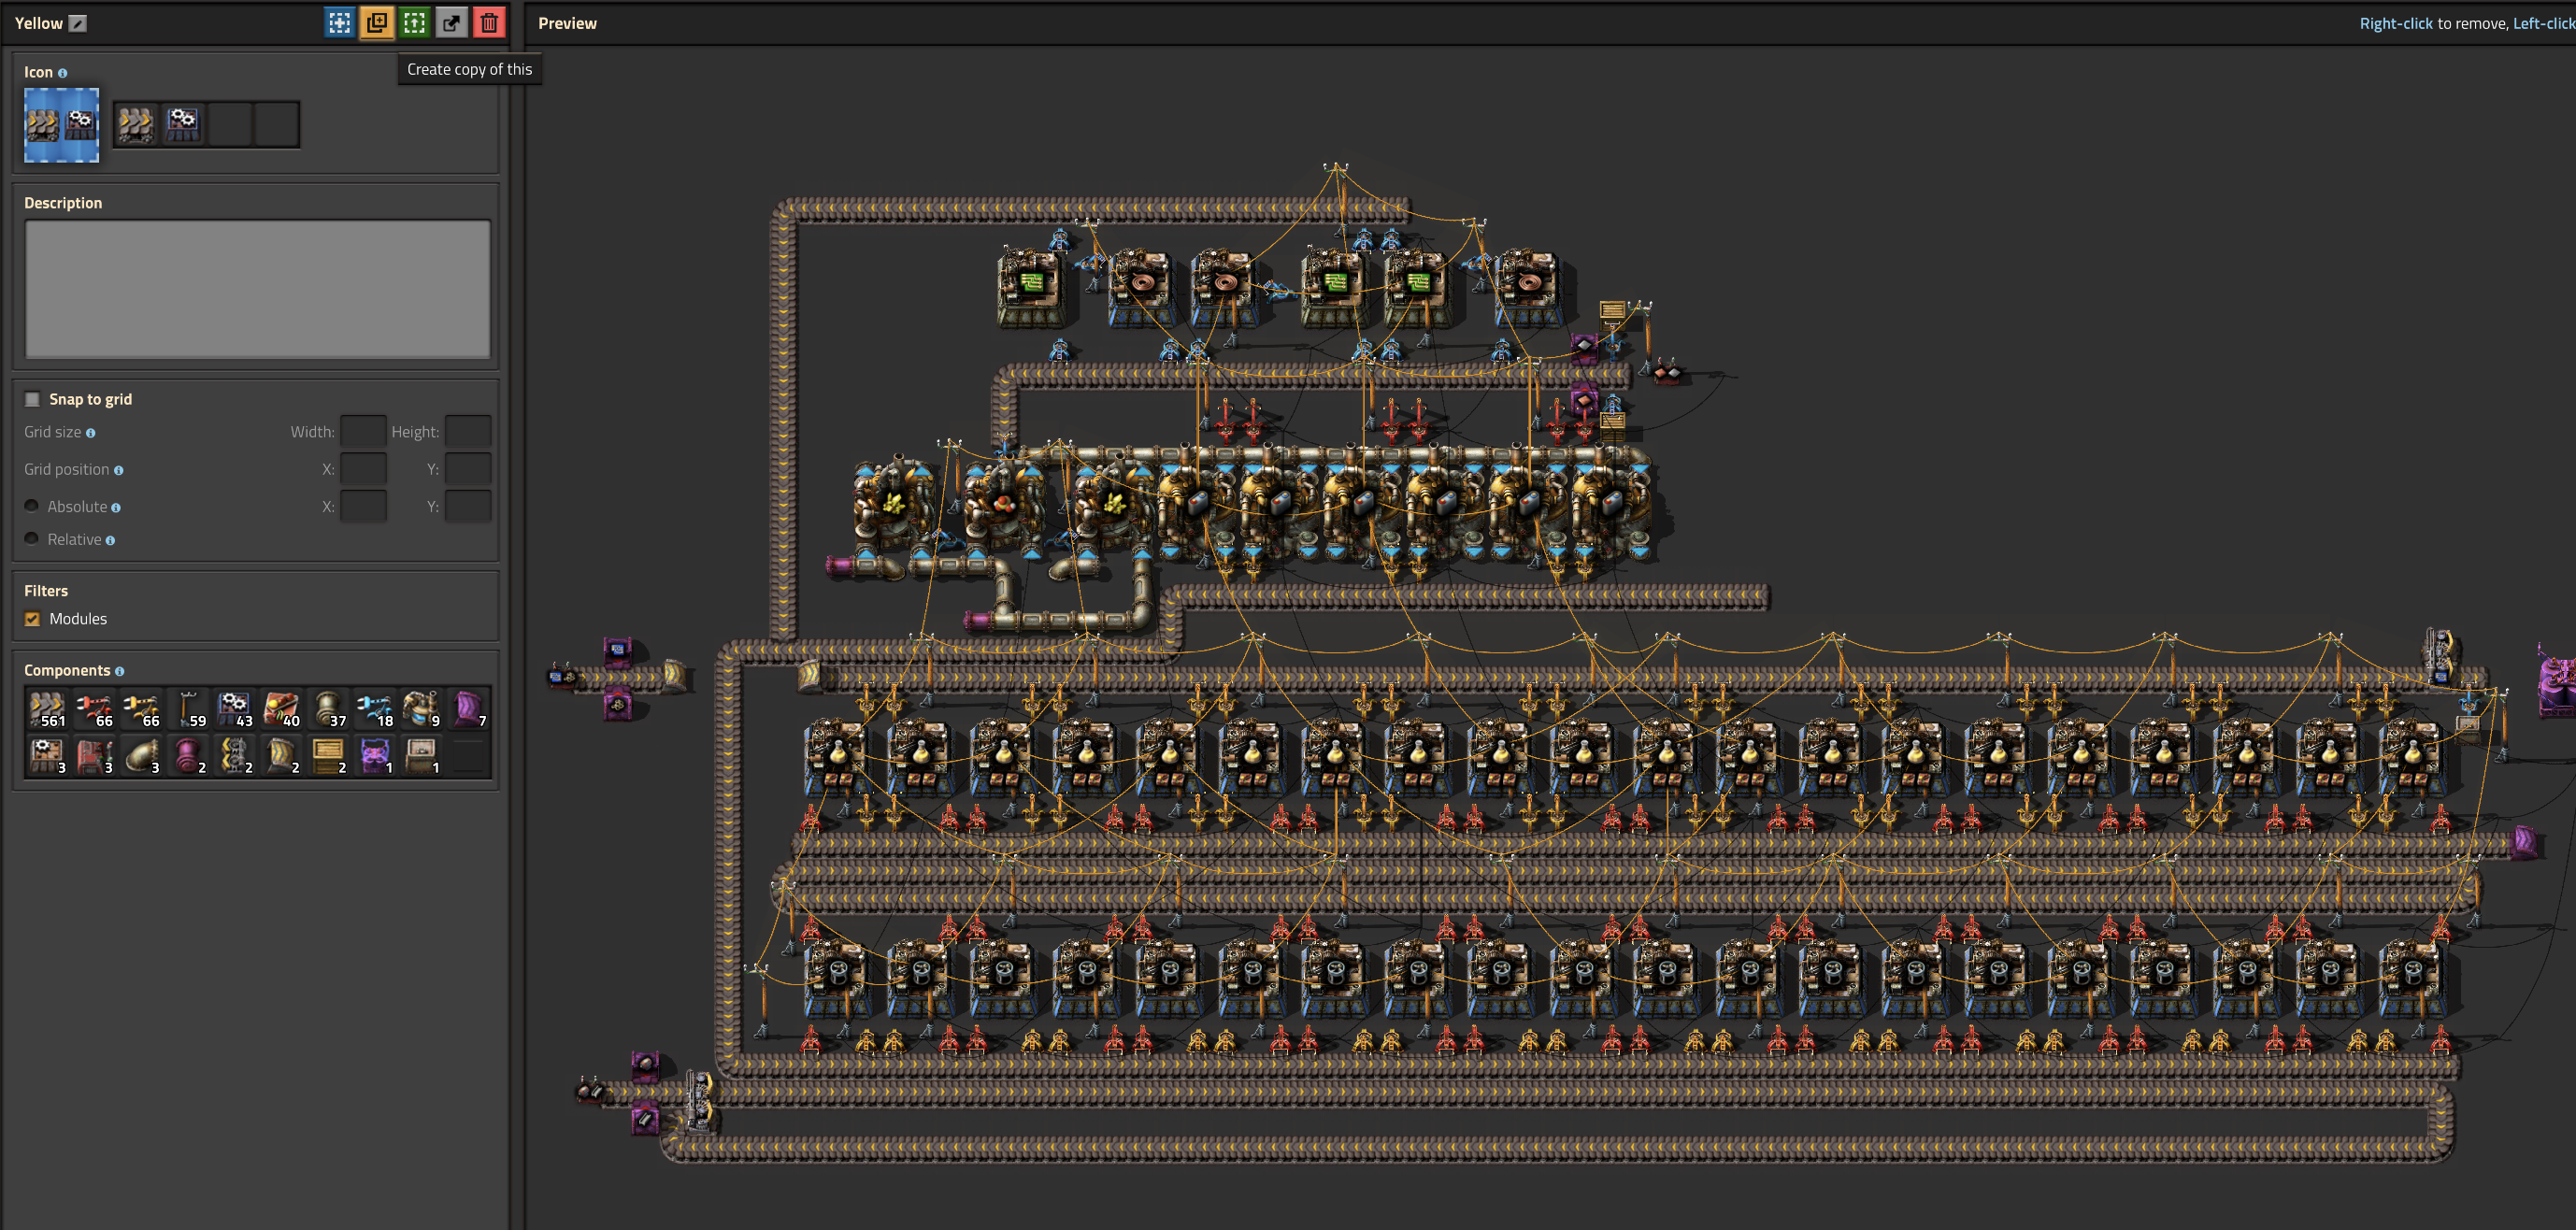 Yellow
Preview
Right-click to remove, Left-click
Create copy of this
Icon
Description
Snap to grid
Grid size Width: Height:
Grid position X: Y:
Absolute X: Y:
Relative
Filters
Modules
Components
561 66 66 59 43 40 37 18 9 7
3 3 3 2 2 2 2 1 1